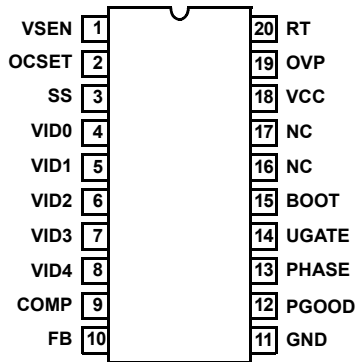 VSEN 1 20 RT
OCSET 2 19 OVP
SS 3 18 VCC
VID0 4 17 NC
VID1 5 16 NC
VID2 6 15 BOOT
VID3 7 14 UGATE
VID4 8 13 PHASE
COMP 9 12 PGOOD
FB 10 11 GND